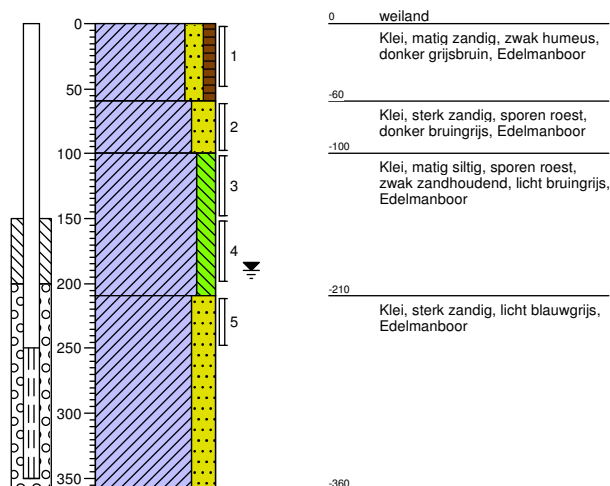 0
50
100
150
200
250
300
350
1
2
3
4
5
0
weiland
Klei, matig zandig, zwak humeus,
donker grijsbruin, Edelmanboor
-60
Klei, sterk zandig, sporen roest,
donker bruingrijs, Edelmanboor
-100
Klei, matig siltig, sporen roest,
zwak zandhoudend, licht bruingrijs,
Edelmanboor
-210
Klei, sterk zandig, licht blauwgrijs,
Edelmanboor
-360